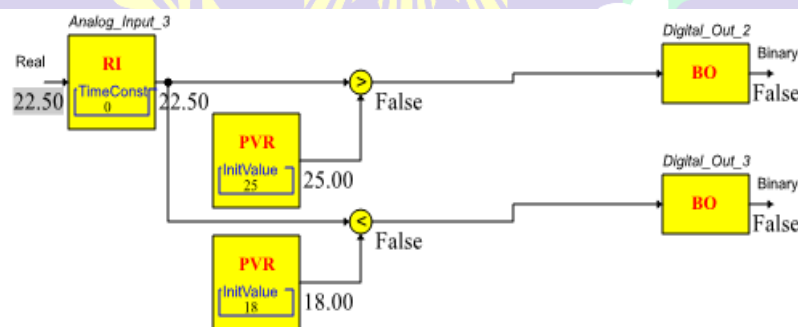 Analog_Input_3
Real
RI
TimeConst
0
22.50
22.50
>
False
PVR
InitValue
25
25.00
<
False
PVR
InitValue
18
18.00
Digital_Out_2
BO
Binary
False
Digital_Out_3
BO
Binary
False